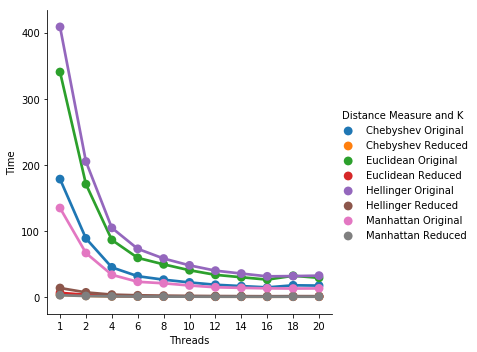 400
300
200
100
0
Time
1 2 4 6 8 10 12 14 16 18 20
Threads
Distance Measure and K
Chebyshev Original
Chebyshev Reduced
Euclidean Original
Euclidean Reduced
Hellinger Original
Hellinger Reduced
Manhattan Original
Manhattan Reduced